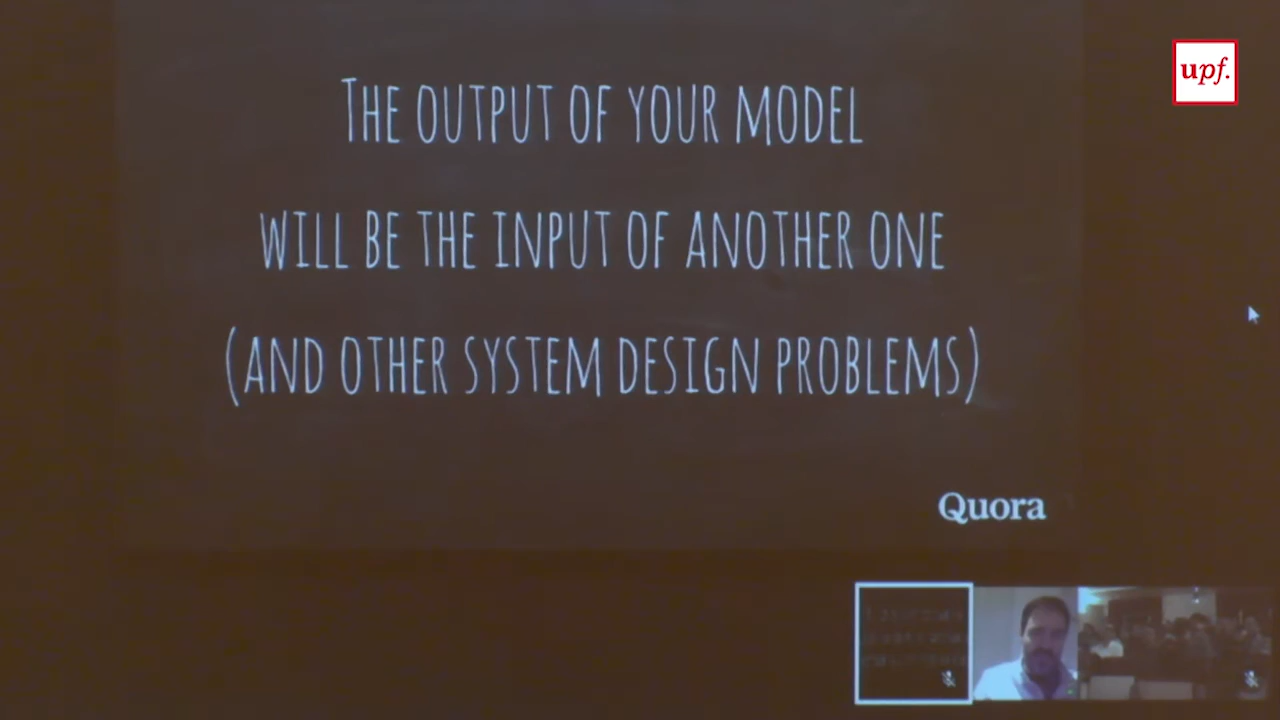 upf.
THE OUTPUT OF YOUR MODEL
WILL BE THE INPUT OF ANOTHER ONE
(AND OTHER SYSTEM DESIGN PROBLEMS)
Quora